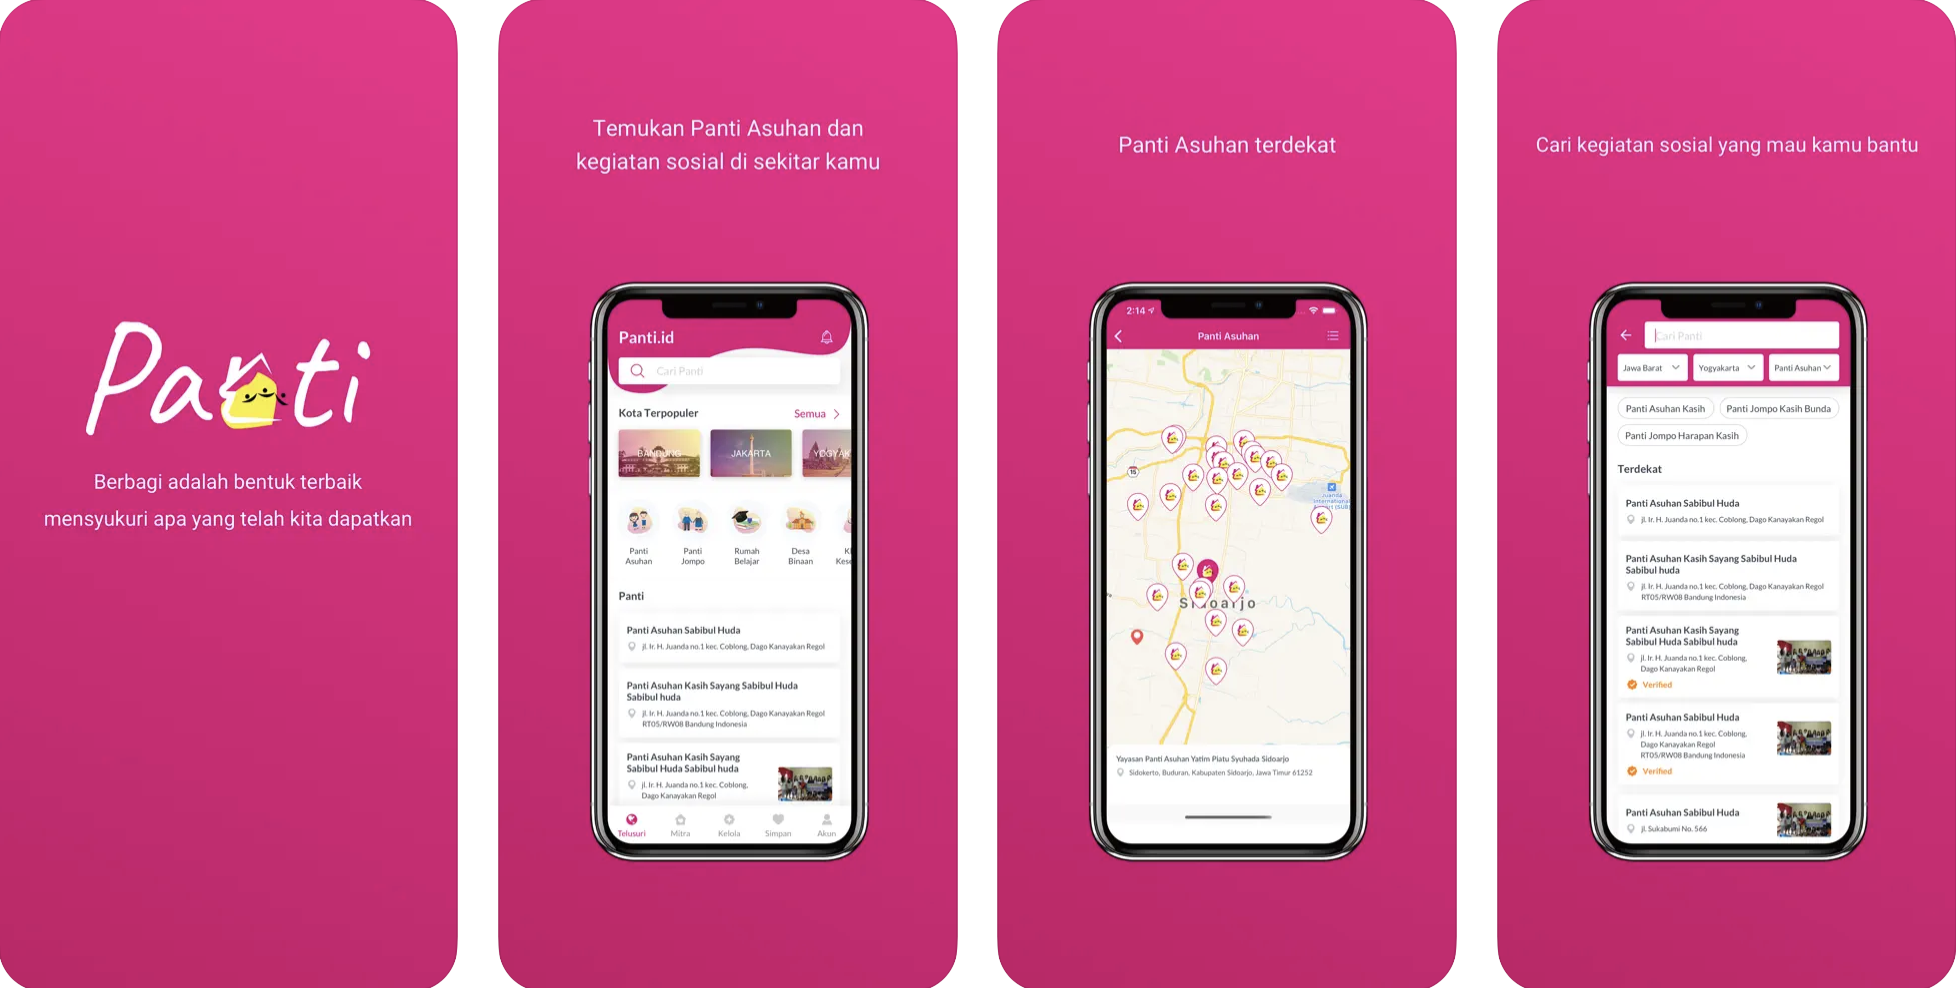 Panti
Berbagi adalah bentuk terbaik
mensyukuri apa yang telah kita dapatkan
Temukan Panti Asuhan dan
kegiatan sosial di sekitar kamu
Panti.id
Cari Panti
Kota Terpopuler
Semua
BANDUNG
JAKARTA
YOGYAK
Panti
Asuhan
Panti
Jompo
Rumah
Belajar
Desa
Binaan
Kl
Kese
Panti
Panti Asuhan Sabibul Huda
jl. Ir. H. Juanda no.1 kec. Coblong, Dago Kanayakan Regol
Panti Asuhan Kasih Sayang Sabibul Huda
Sabibul huda
jl. Ir. H. Juanda no.1 kec. Coblong, Dago Kanayakan Regol
RT05/RW08 Bandung Indonesia
Panti Asuhan Kasih Sayang
Sabibul Huda Sabibul huda
jl. Ir. H. Juanda no.1 kec. Coblong,
Dago Kanayakan Regol
Telusuri
Mitra
Kelola
Simpan
Akun
Panti Asuhan terdekat
2:14
Panti Asuhan
15
Juanda
International
Sidoarjo
Yayasan Panti Asuhan Yatim Piatu Syuhada Sidoarjo
Sidokerto, Buduran, Kabupaten Sidoarjo, Jawa Timur 61252
Cari kegiatan sosial yang mau kamu bantu
Cari Panti
Jawa Barat
Yogyakarta
Panti Asuhan
Panti Asuhan Kasih
Panti Jompo Kasih Bunda
Panti Jompo Harapan Kasih
Terdekat
Panti Asuhan Sabibul Huda
jl. Ir. H. Juanda no.1 kec. Coblong, Dago Kanayakan Regol
Panti Asuhan Kasih Sayang Sabibul Huda
Sabibul huda
jl. Ir. H. Juanda no.1 kec. Coblong, Dago Kanayakan Regol
RT05/RW08 Bandung Indonesia
Panti Asuhan Kasih Sayang
Sabibul Huda Sabibul huda
jl. Ir. H. Juanda no.1 kec. Coblong,
Dago Kanayakan Regol
Verified
Panti Asuhan Sabibul Huda
jl. Ir. H. Juanda no.1 kec. Coblong,
Dago Kanayakan Regol
RT05/RW08 Bandung Indonesia
Verified
Panti Asuhan Sabibul Huda
jl. Sukabumi No. 566